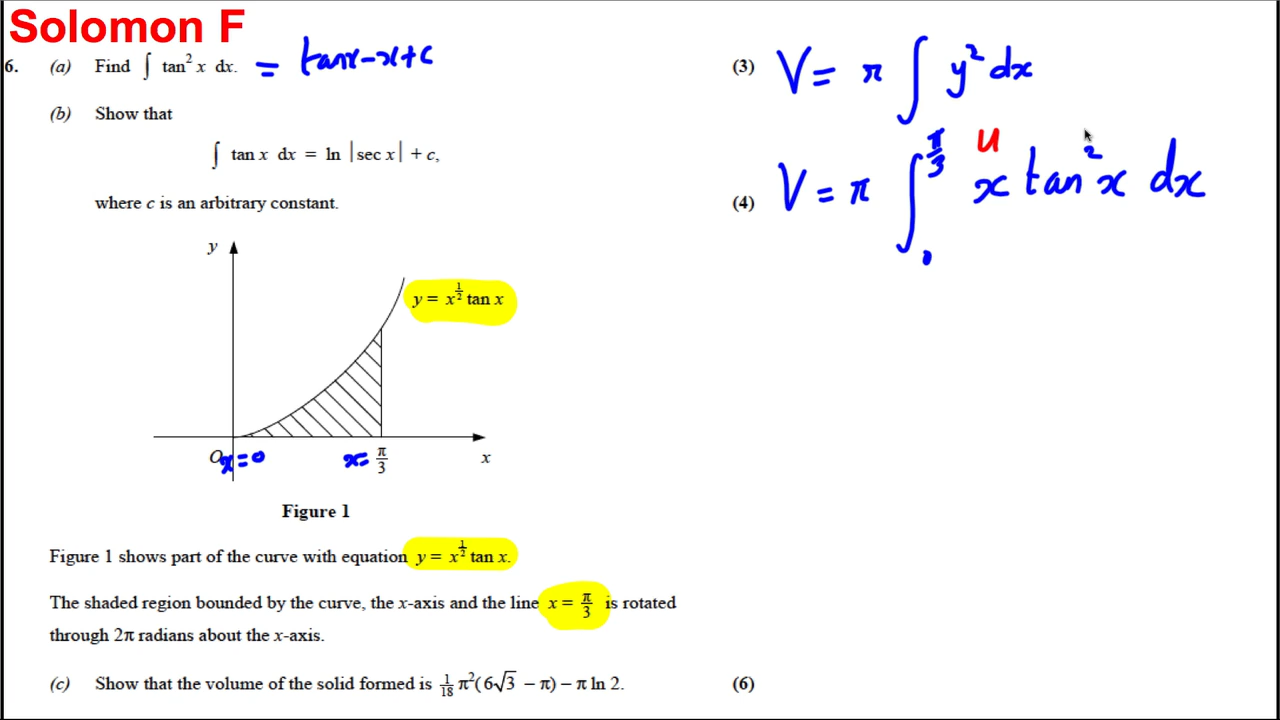 Solomon F
6. (a) Find ∫ tan² x dx. = tanx - x + c (3)
V = π ∫ y² dx
(b) Show that
∫ tan x dx = ln |sec x| + c,
where c is an arbitrary constant. (4)
u
V = π ∫₀^(π/3) x tan² x dx
y
y = x^(1/2) tan x
O x=0 x= π/3 x
Figure 1
Figure 1 shows part of the curve with equation y = x^(1/2) tan x.
The shaded region bounded by the curve, the x-axis and the line x = π/3 is rotated
through 2π radians about the x-axis.
(c) Show that the volume of the solid formed is 1/18 π²(6√3 − π) − π ln 2. (6)